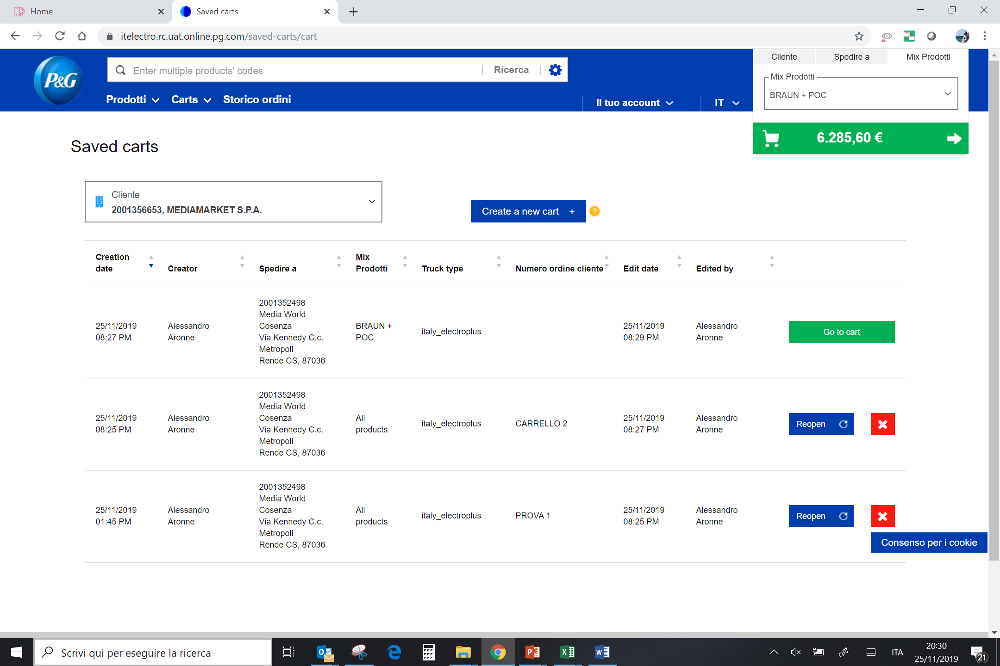 Home
Saved carts
itelectro.rc.uat.online.pg.com/saved-carts/cart
P&G
Enter multiple products' codes
Ricerca
Prodotti
Carts
Storico ordini
Il tuo account
IT
Cliente
Spedire a
Mix Prodotti
Mix Prodotti
BRAUN + POC
6.285,60 €
Saved carts
Cliente
2001356653, MEDIAMARKET S.P.A.
Create a new cart +
?
Creation
date
Creator
Spedire a
Mix
Prodotti
Truck type
Numero ordine cliente
Edit date
Edited by
25/11/2019
08:27 PM
Alessandro
Aronne
2001352498
Media World
Cosenza
Via Kennedy C.c.
Metropoli
Rende CS, 87036
BRAUN +
POC
italy_electroplus
25/11/2019
08:29 PM
Alessandro
Aronne
Go to cart
25/11/2019
08:25 PM
Alessandro
Aronne
2001352498
Media World
Cosenza
Via Kennedy C.c.
Metropoli
Rende CS, 87036
All
products
italy_electroplus
CARRELLO 2
25/11/2019
08:27 PM
Alessandro
Aronne
Reopen
25/11/2019
01:45 PM
Alessandro
Aronne
2001352498
Media World
Cosenza
Via Kennedy C.c.
Metropoli
Rende CS, 87036
All
products
italy_electroplus
PROVA 1
25/11/2019
08:25 PM
Alessandro
Aronne
Reopen
Consenso per i cookie
Scrivi qui per eseguire la ricerca
ITA
20:30
25/11/2019
21